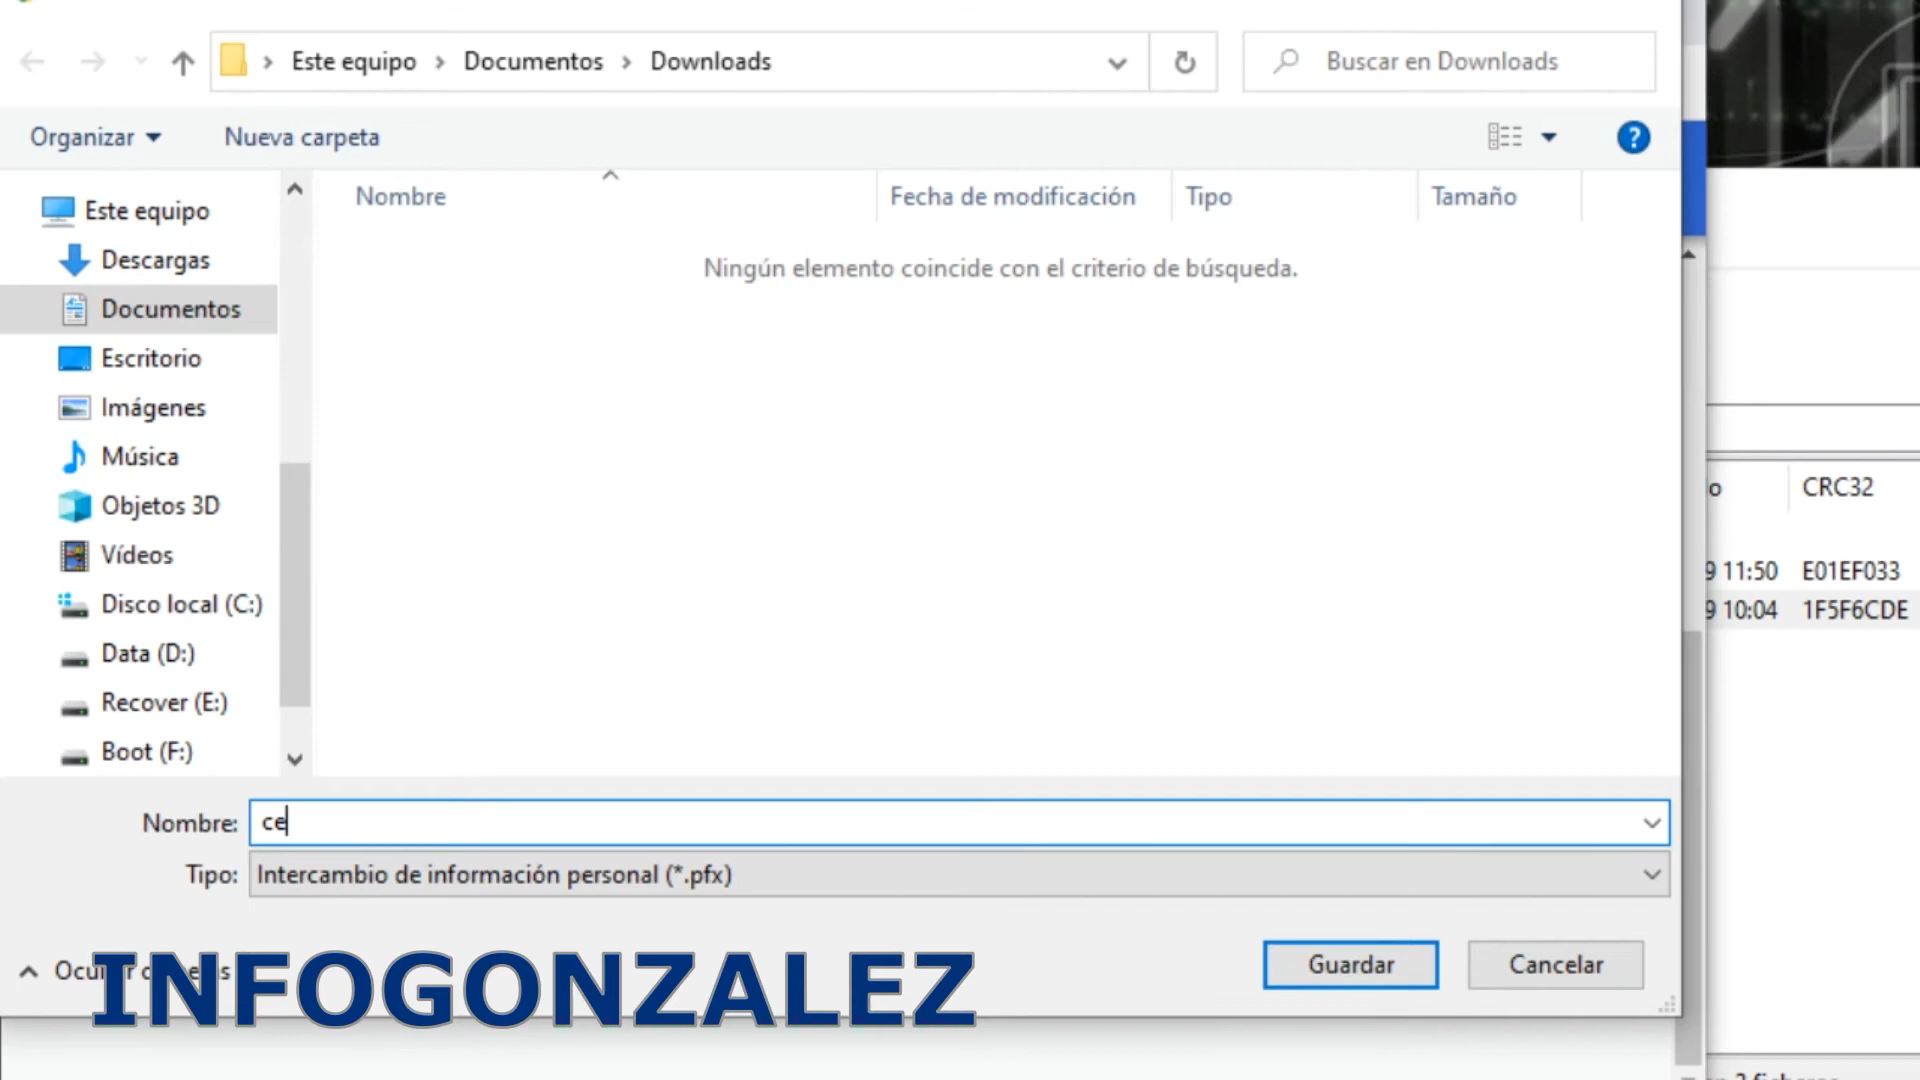 Este equipo > Documentos > Downloads
Buscar en Downloads
Organizar
Nueva carpeta
Este equipo
Descargas
Documentos
Escritorio
Imágenes
Música
Objetos 3D
Vídeos
Disco local (C:)
Data (D:)
Recover (E:)
Boot (F:)
Nombre
Fecha de modificación
Tipo
Tamaño
Ningún elemento coincide con el criterio de búsqueda.
o
CRC32
9 11:50
E01EF033
9 10:04
1F5F6CDE
Nombre:
ce
Tipo:
Intercambio de información personal (*.pfx)
INFOGONZALEZ
Guardar
Cancelar